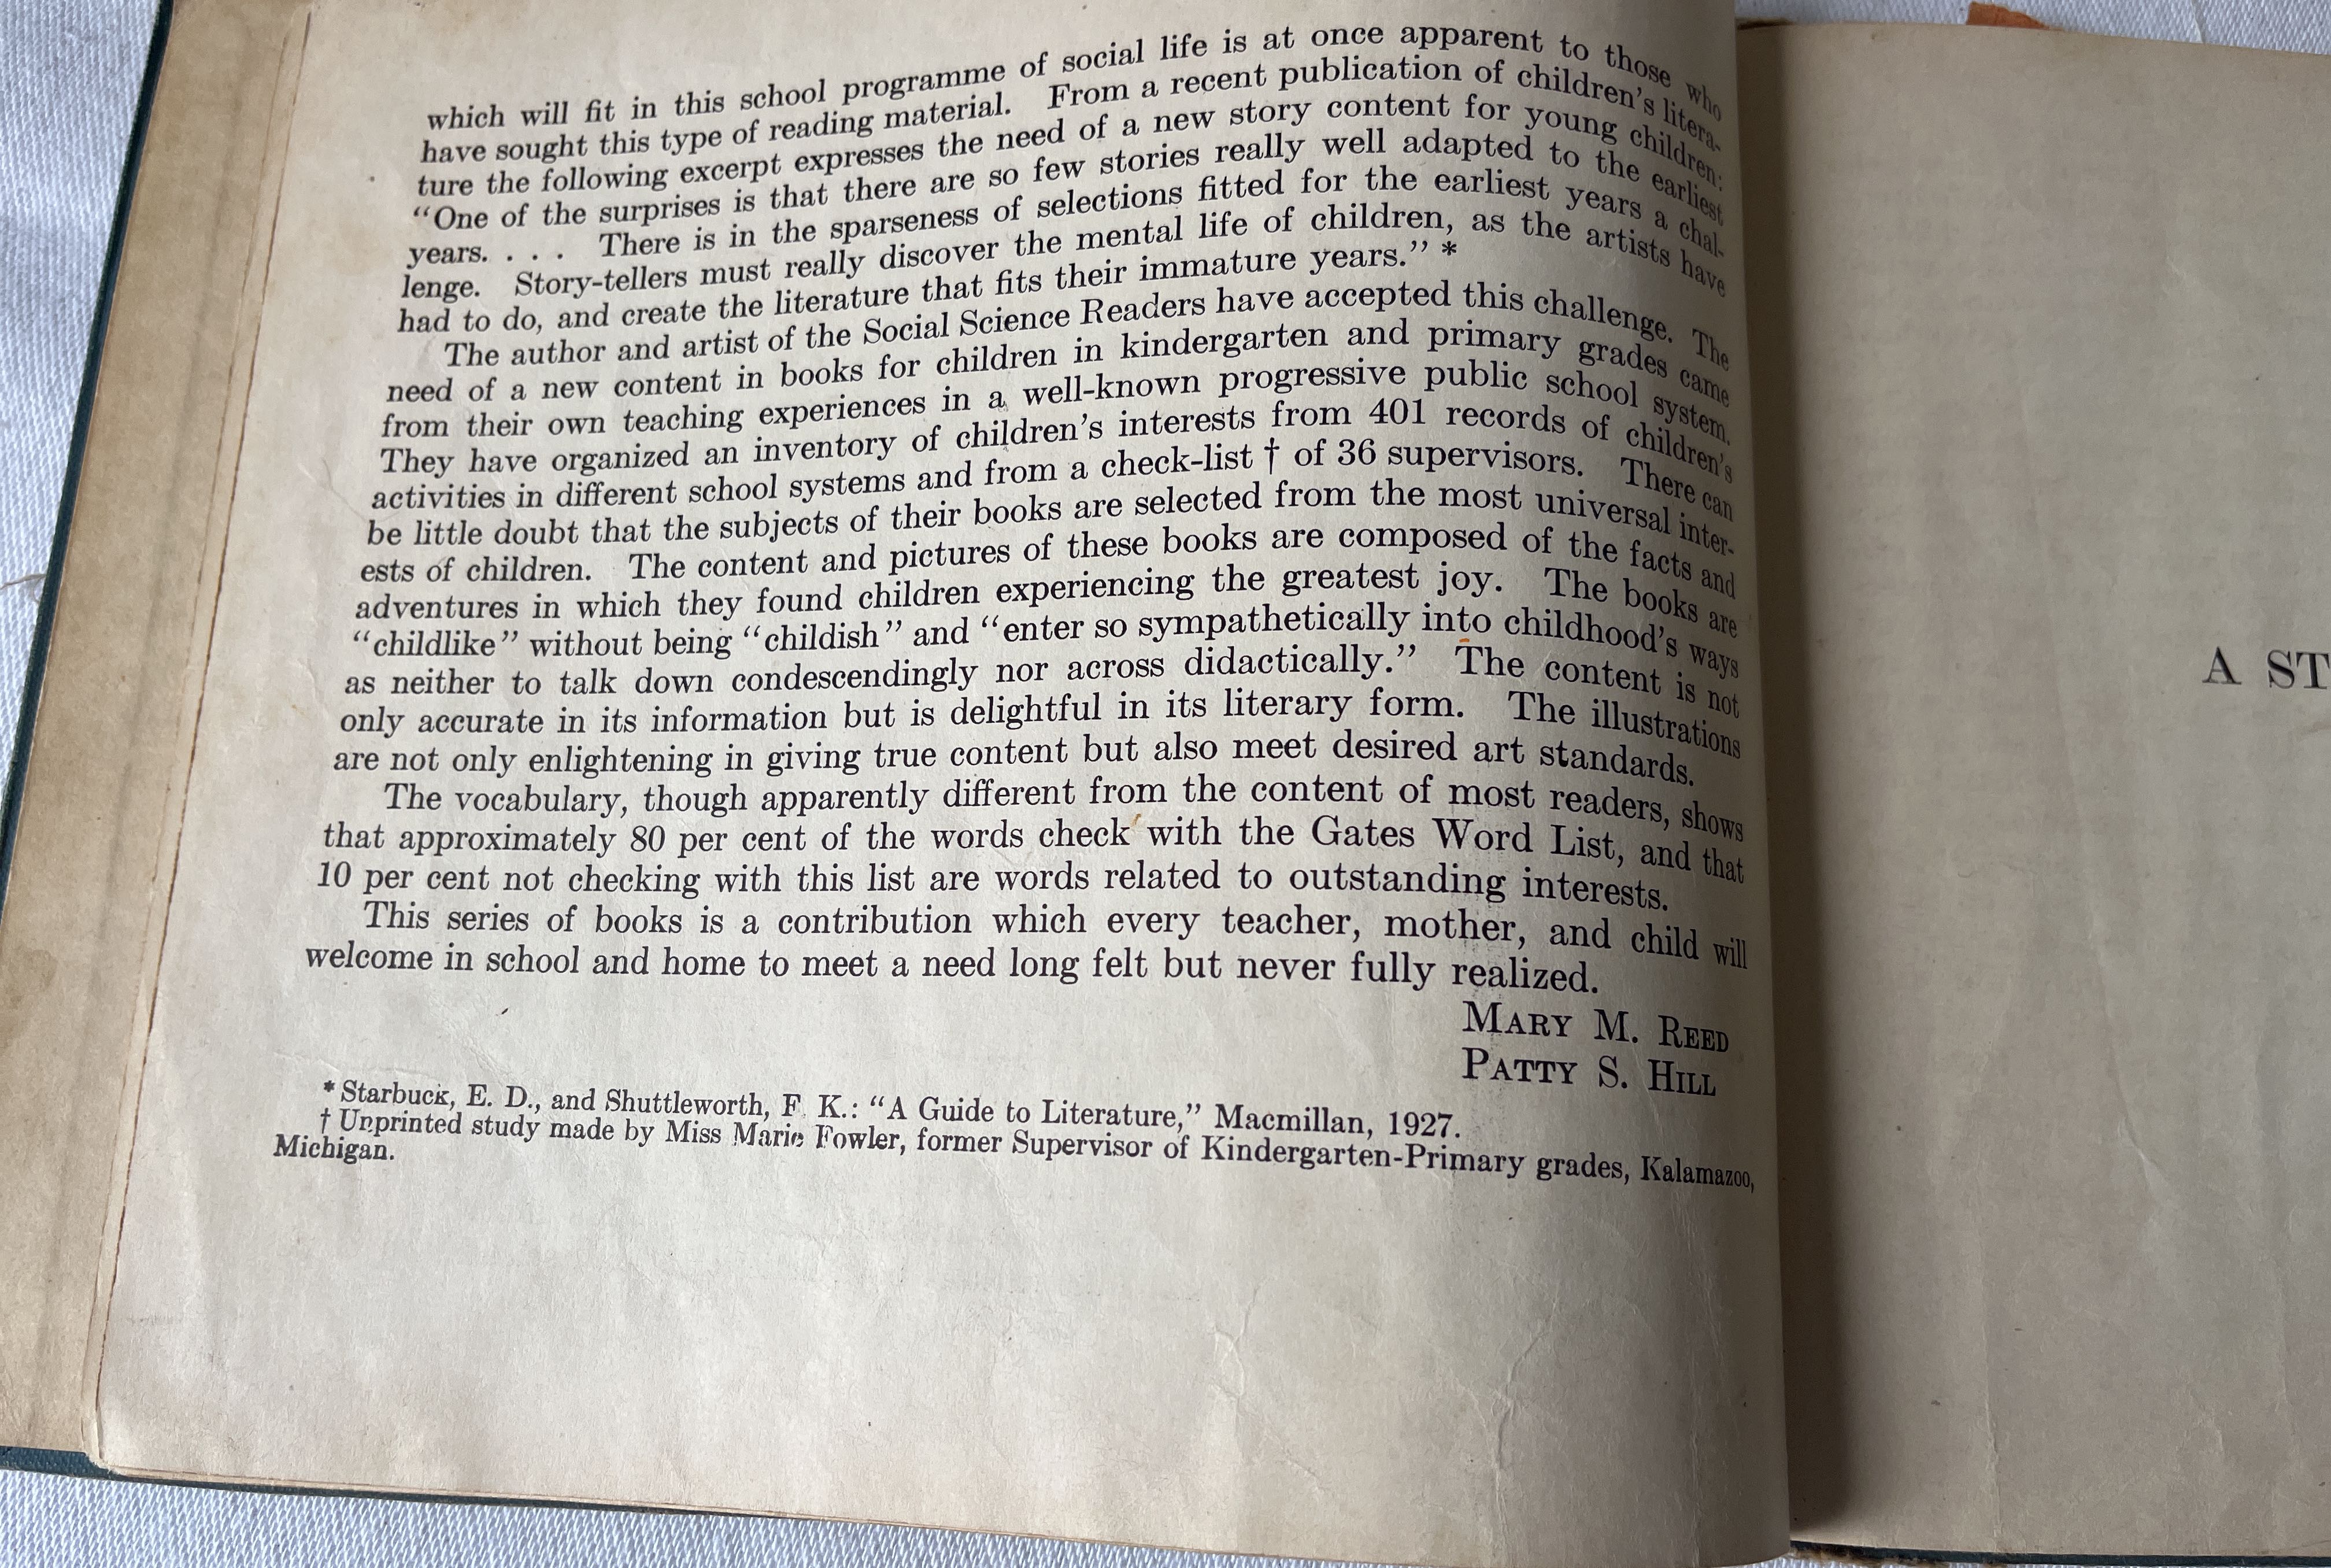 which will fit in this school programme of social life is at once apparent to those who
have sought this type of reading material. From a recent publication of children's litera-
ture the following excerpt expresses the need of a new story content for young children:
“One of the surprises is that there are so few stories really well adapted to the earliest
years. . . . There is in the sparseness of selections fitted for the earliest years a chal-
lenge. Story-tellers must really discover the mental life of children, as the artists have
had to do, and create the literature that fits their immature years.” *
The author and artist of the Social Science Readers have accepted this challenge. The
need of a new content in books for children in kindergarten and primary grades came
from their own teaching experiences in a well-known progressive public school system.
They have organized an inventory of children's interests from 401 records of children's
activities in different school systems and from a check-list † of 36 supervisors. There can
be little doubt that the subjects of their books are selected from the most universal inter-
ests of children. The content and pictures of these books are composed of the facts and
adventures in which they found children experiencing the greatest joy. The books are
“childlike” without being “childish” and “enter so sympathetically into childhood's ways
as neither to talk down condescendingly nor across didactically.” The content is not
only accurate in its information but is delightful in its literary form. The illustrations
are not only enlightening in giving true content but also meet desired art standards.
The vocabulary, though apparently different from the content of most readers, shows
that approximately 80 per cent of the words check with the Gates Word List, and that
10 per cent not checking with this list are words related to outstanding interests.
This series of books is a contribution which every teacher, mother, and child will
welcome in school and home to meet a need long felt but never fully realized.
MARY M. REED
PATTY S. HILL
* Starbuck, E. D., and Shuttleworth, F. K.: “A Guide to Literature,” Macmillan, 1927.
† Unprinted study made by Miss Marie Fowler, former Supervisor of Kindergarten-Primary grades, Kalamazoo,
Michigan.
A ST